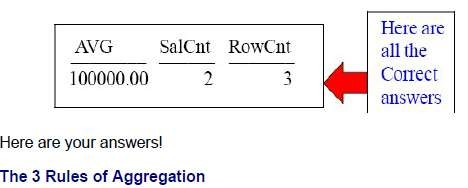 AVG SalCnt RowCnt
100000.00 2 3
Here are
all the
Correct
answers
Here are your answers!
The 3 Rules of Aggregation